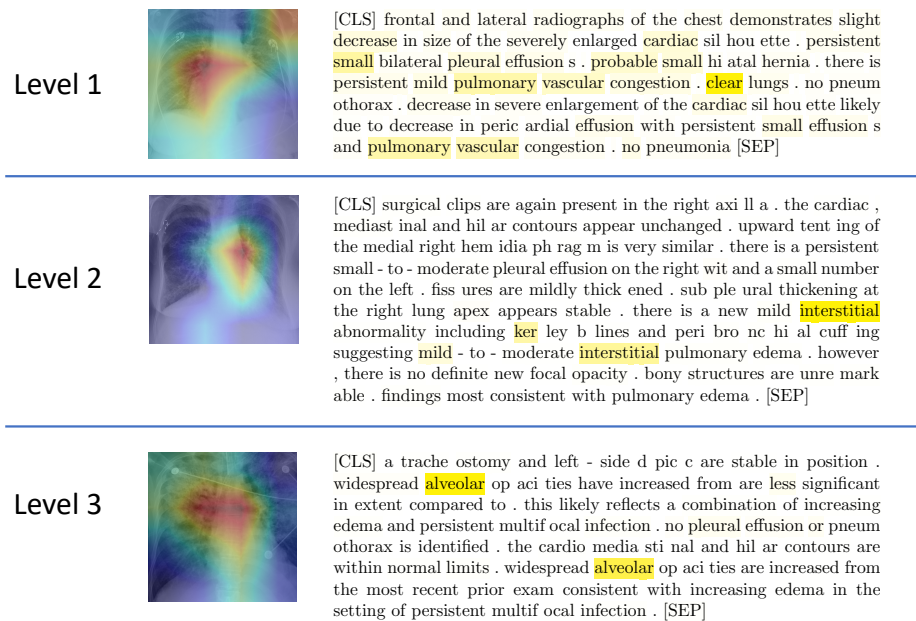 Level 1
[CLS] frontal and lateral radiographs of the chest demonstrates slight
decrease in size of the severely enlarged cardiac sil hou ette . persistent
small bilateral pleural effusion s . probable small hi atal hernia . there is
persistent mild pulmonary vascular congestion . clear lungs . no pneum
othorax . decrease in severe enlargement of the cardiac sil hou ette likely
due to decrease in peric ardial effusion with persistent small effusion s
and pulmonary vascular congestion . no pneumonia [SEP]
Level 2
[CLS] surgical clips are again present in the right axi ll a . the cardiac ,
mediast inal and hil ar contours appear unchanged . upward tent ing of
the medial right hem idia ph rag m is very similar . there is a persistent
small - to - moderate pleural effusion on the right wit and a small number
on the left . fiss ures are mildly thick ened . sub ple ural thickening at
the right lung apex appears stable . there is a new mild interstitial
abnormality including ker ley b lines and peri bro nc hi al cuff ing
suggesting mild - to - moderate interstitial pulmonary edema . however
, there is no definite new focal opacity . bony structures are unre mark
able . findings most consistent with pulmonary edema . [SEP]
Level 3
[CLS] a trache ostomy and left - side d pic c are stable in position .
widespread alveolar op aci ties have increased from are less significant
in extent compared to . this likely reflects a combination of increasing
edema and persistent multif ocal infection . no pleural effusion or pneum
othorax is identified . the cardio media sti nal and hil ar contours are
within normal limits . widespread alveolar op aci ties are increased from
the most recent prior exam consistent with increasing edema in the
setting of persistent multif ocal infection . [SEP]